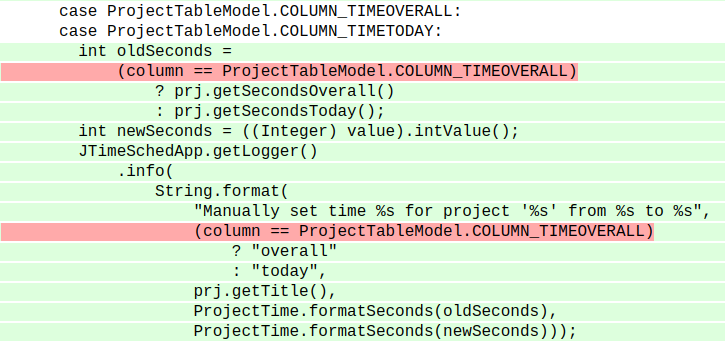 case ProjectTableModel.COLUMN_TIMEOVERALL:
case ProjectTableModel.COLUMN_TIMETODAY:
int oldSeconds =
(column == ProjectTableModel.COLUMN_TIMEOVERALL)
? prj.getSecondsOverall()
: prj.getSecondsToday();
int newSeconds = ((Integer) value).intValue();
JTimeSchedApp.getLogger()
.info(
String.format(
"Manually set time %s for project '%s' from %s to %s",
(column == ProjectTableModel.COLUMN_TIMEOVERALL)
? "overall"
: "today",
prj.getTitle(),
ProjectTime.formatSeconds(oldSeconds),
ProjectTime.formatSeconds(newSeconds)));